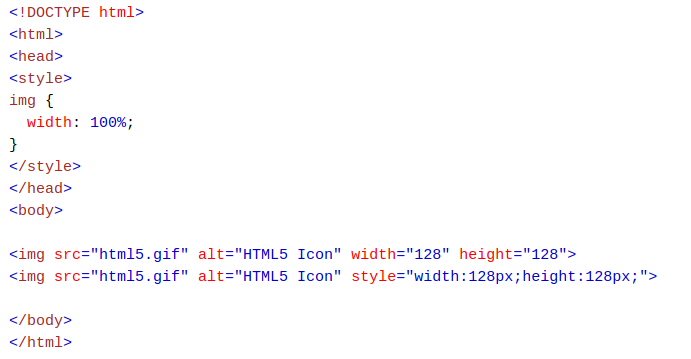 <!DOCTYPE html>
<html>
<head>
<style>
img {
  width: 100%;
}
</style>
</head>
<body>

<img src="html5.gif" alt="HTML5 Icon" width="128" height="128">
<img src="html5.gif" alt="HTML5 Icon" style="width:128px;height:128px;">

</body>
</html>